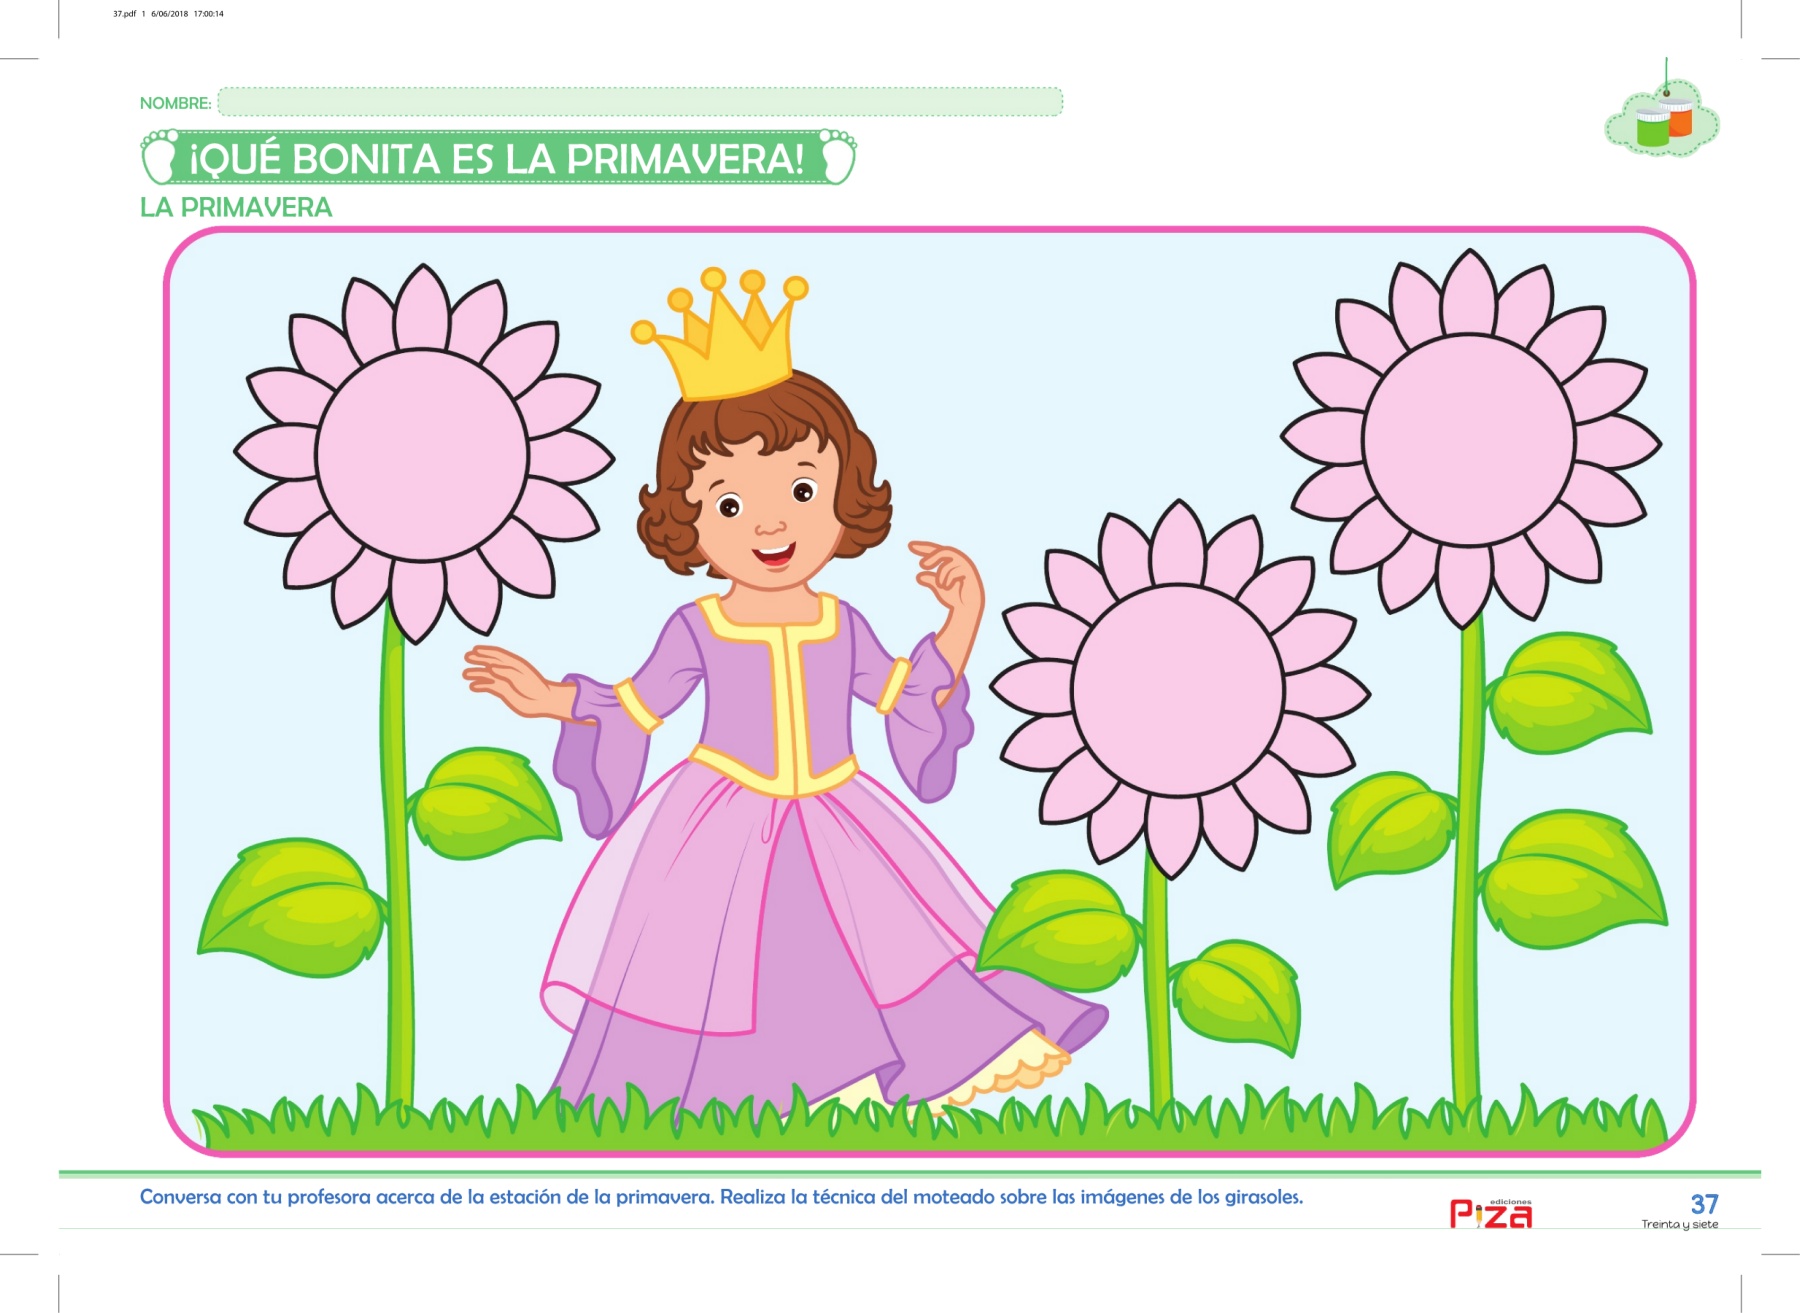 37.pdf 1 6/06/2018 17:00:14
NOMBRE:
¡QUÉ BONITA ES LA PRIMAVERA!
LA PRIMAVERA
Conversa con tu profesora acerca de la estación de la primavera. Realiza la técnica del moteado sobre las imágenes de los girasoles.
ediciones
Piza
37
Treinta y siete